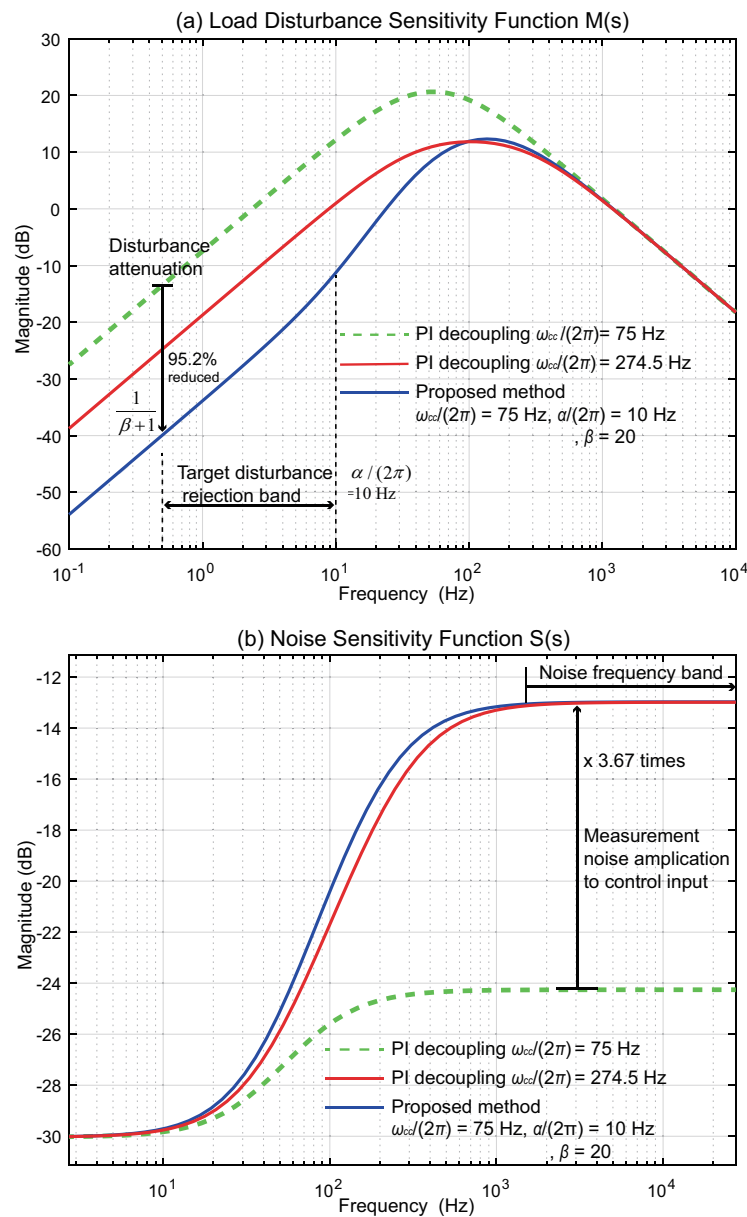 (a) Load Disturbance Sensitivity Function M(s)
30
20
10
0
-10
-20
-30
-40
-50
-60
Magnitude (dB)
Disturbance
attenuation
95.2%
reduced
1
β+1
PI decoupling ωcc/(2π)= 75 Hz
PI decoupling ωcc/(2π) = 274.5 Hz
Proposed method
ωcc/(2π) = 75 Hz, α/(2π) = 10 Hz
, β = 20
Target disturbance
rejection band
α / (2π)
=10 Hz
10-1
100
101
102
103
104
Frequency (Hz)
(b) Noise Sensitivity Function S(s)
-12
-14
-16
-18
-20
-22
-24
-26
-28
-30
Magnitude (dB)
Noise frequency band
x 3.67 times
Measurement
noise amplication
to control input
PI decoupling ωcc/(2π) = 75 Hz
PI decoupling ωcc/(2π) = 274.5 Hz
Proposed method
ωcc/(2π) = 75 Hz, α/(2π) = 10 Hz
, β = 20
101
102
103
104
Frequency (Hz)